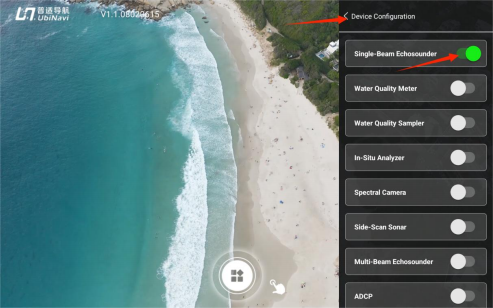 普适导航
UbiNavi
V1.1.08022615
Device Configuration
Single-Beam Echosounder
Water Quality Meter
Water Quality Sampler
In-Situ Analyzer
Spectral Camera
Side-Scan Sonar
Multi-Beam Echosounder
ADCP